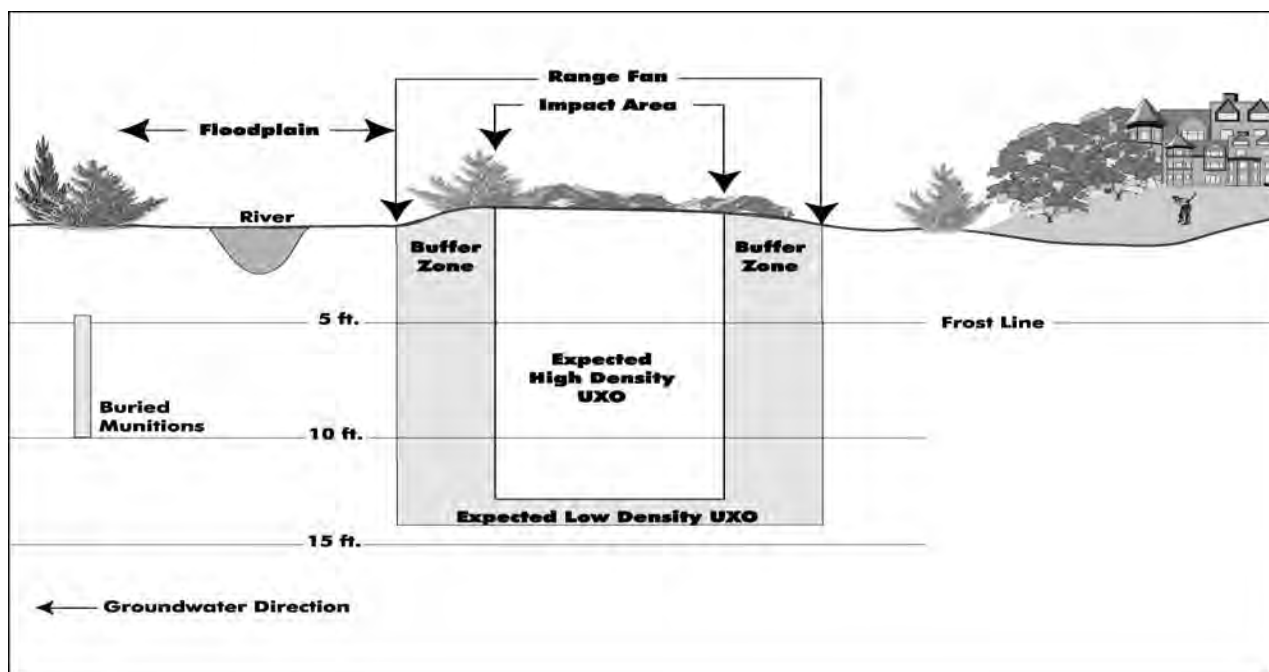 Range Fan
Impact Area
Floodplain
River
Buffer
Zone
Buffer
Zone
5 ft.
Frost Line
Expected
High Density
UXO
Buried
Munitions
10 ft.
Expected Low Density UXO
15 ft.
Groundwater Direction